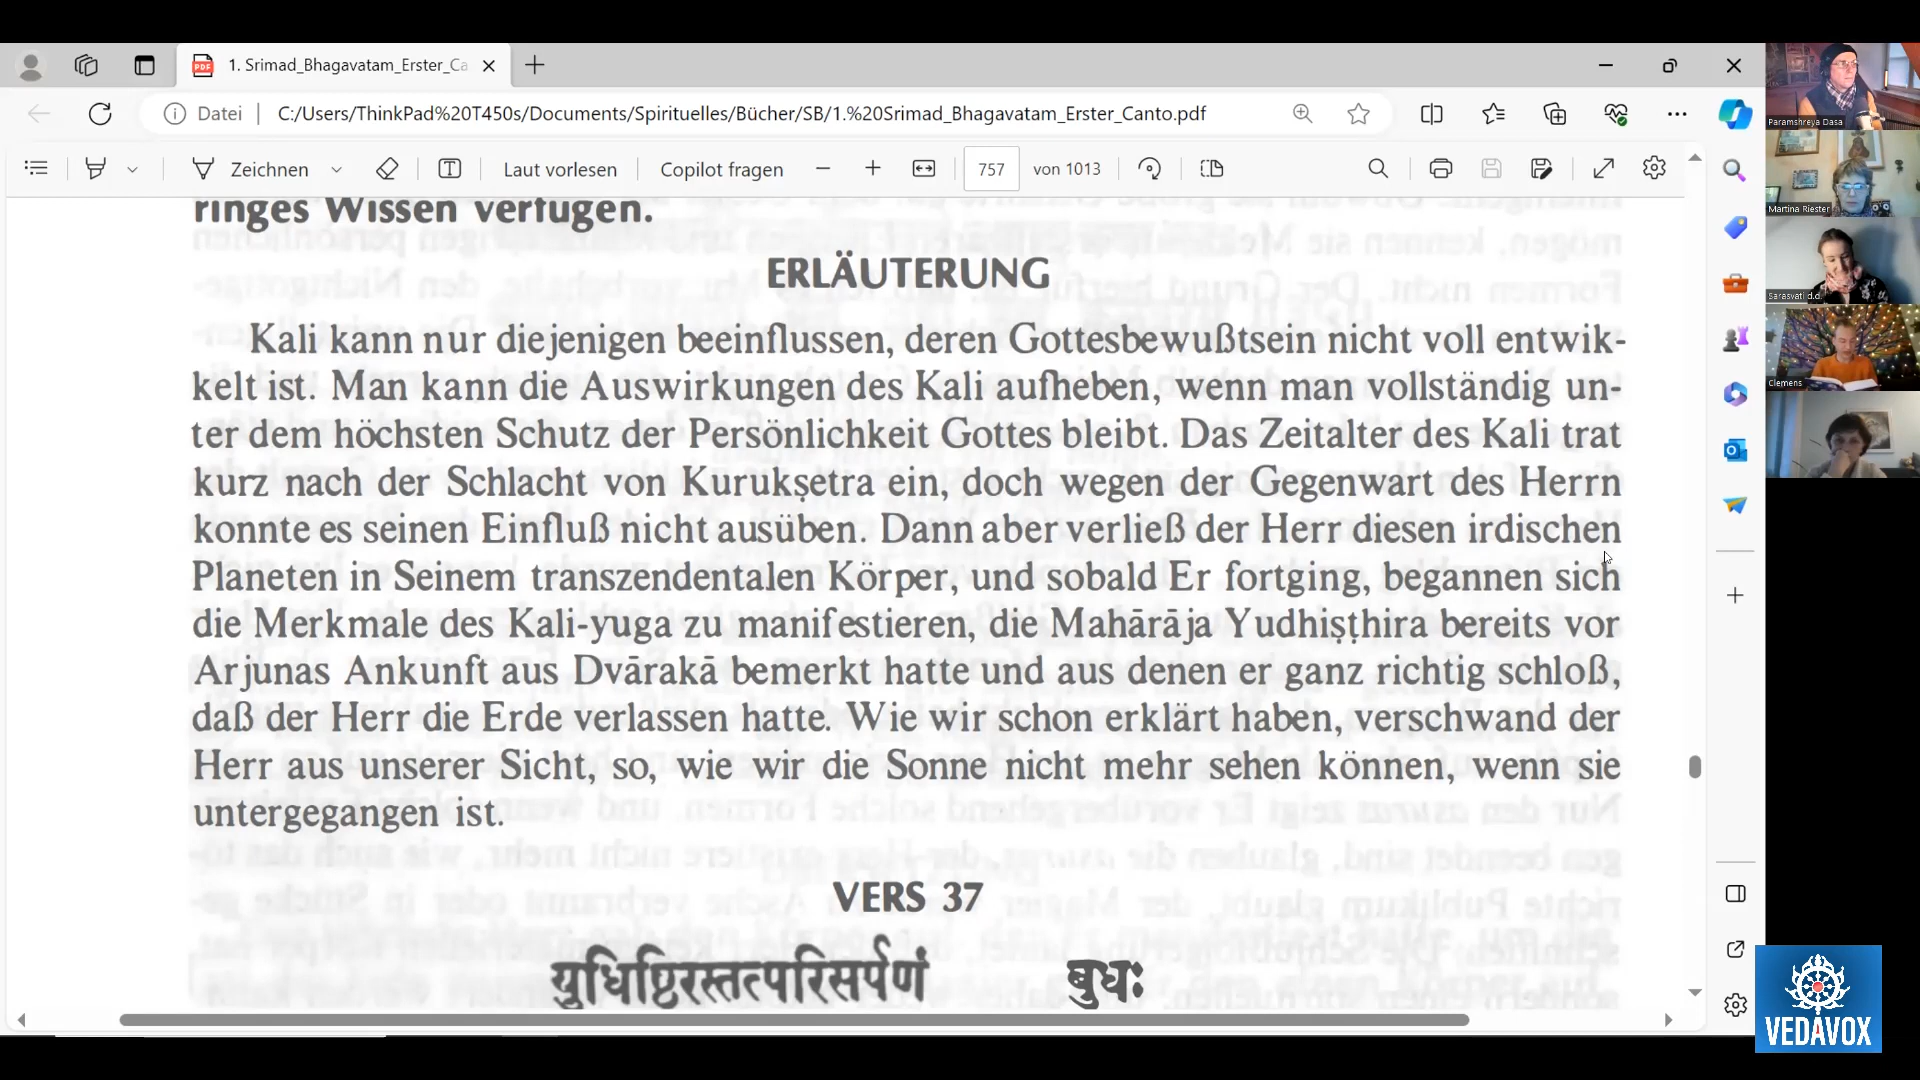 1. Srimad_Bhagavatam_Erster_Ca
Datei
C:/Users/ThinkPad%20T450s/Documents/Spirituelles/Bücher/SB/1.%20Srimad_Bhagavatam_Erster_Canto.pdf
Zeichnen
Laut vorlesen
Copilot fragen
757 von 1013
ringes Wissen verfügen.
ERLÄUTERUNG
Kali kann nur diejenigen beeinflussen, deren Gottesbewußtsein nicht voll entwik-
kelt ist. Man kann die Auswirkungen des Kali aufheben, wenn man vollständig un-
ter dem höchsten Schutz der Persönlichkeit Gottes bleibt. Das Zeitalter des Kali trat
kurz nach der Schlacht von Kurukṣetra ein, doch wegen der Gegenwart des Herrn
konnte es seinen Einfluß nicht ausüben. Dann aber verließ der Herr diesen irdischen
Planeten in Seinem transzendentalen Körper, und sobald Er fortging, begannen sich
die Merkmale des Kali-yuga zu manifestieren, die Mahārāja Yudhiṣṭhira bereits vor
Arjunas Ankunft aus Dvārakā bemerkt hatte und aus denen er ganz richtig schloß,
daß der Herr die Erde verlassen hatte. Wie wir schon erklärt haben, verschwand der
Herr aus unserer Sicht, so, wie wir die Sonne nicht mehr sehen können, wenn sie
untergegangen ist.
VERS 37
युधिष्ठिरस्तत्परिसर्पणं बुधः
Paramshreya Dasa
Martina Riester
Sarasvati d.d.
Clemens
VEDAVOX